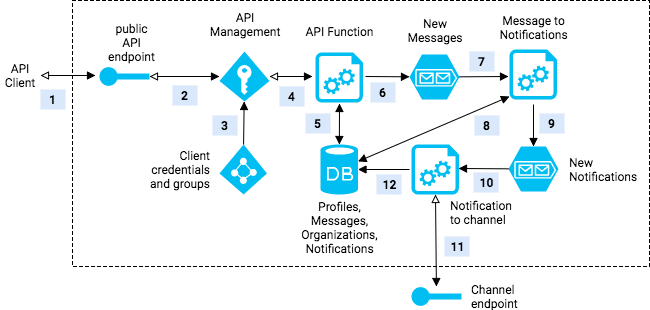 public
API
endpoint
API
Management
API Function
New
Messages
Message to
Notifications
API
Client
1
2
3
4
5
6
7
8
9
10
11
12
Client
credentials
and groups
DB
Profiles,
Messages,
Organizations,
Notifications
Notification
to channel
New
Notifications
Channel
endpoint